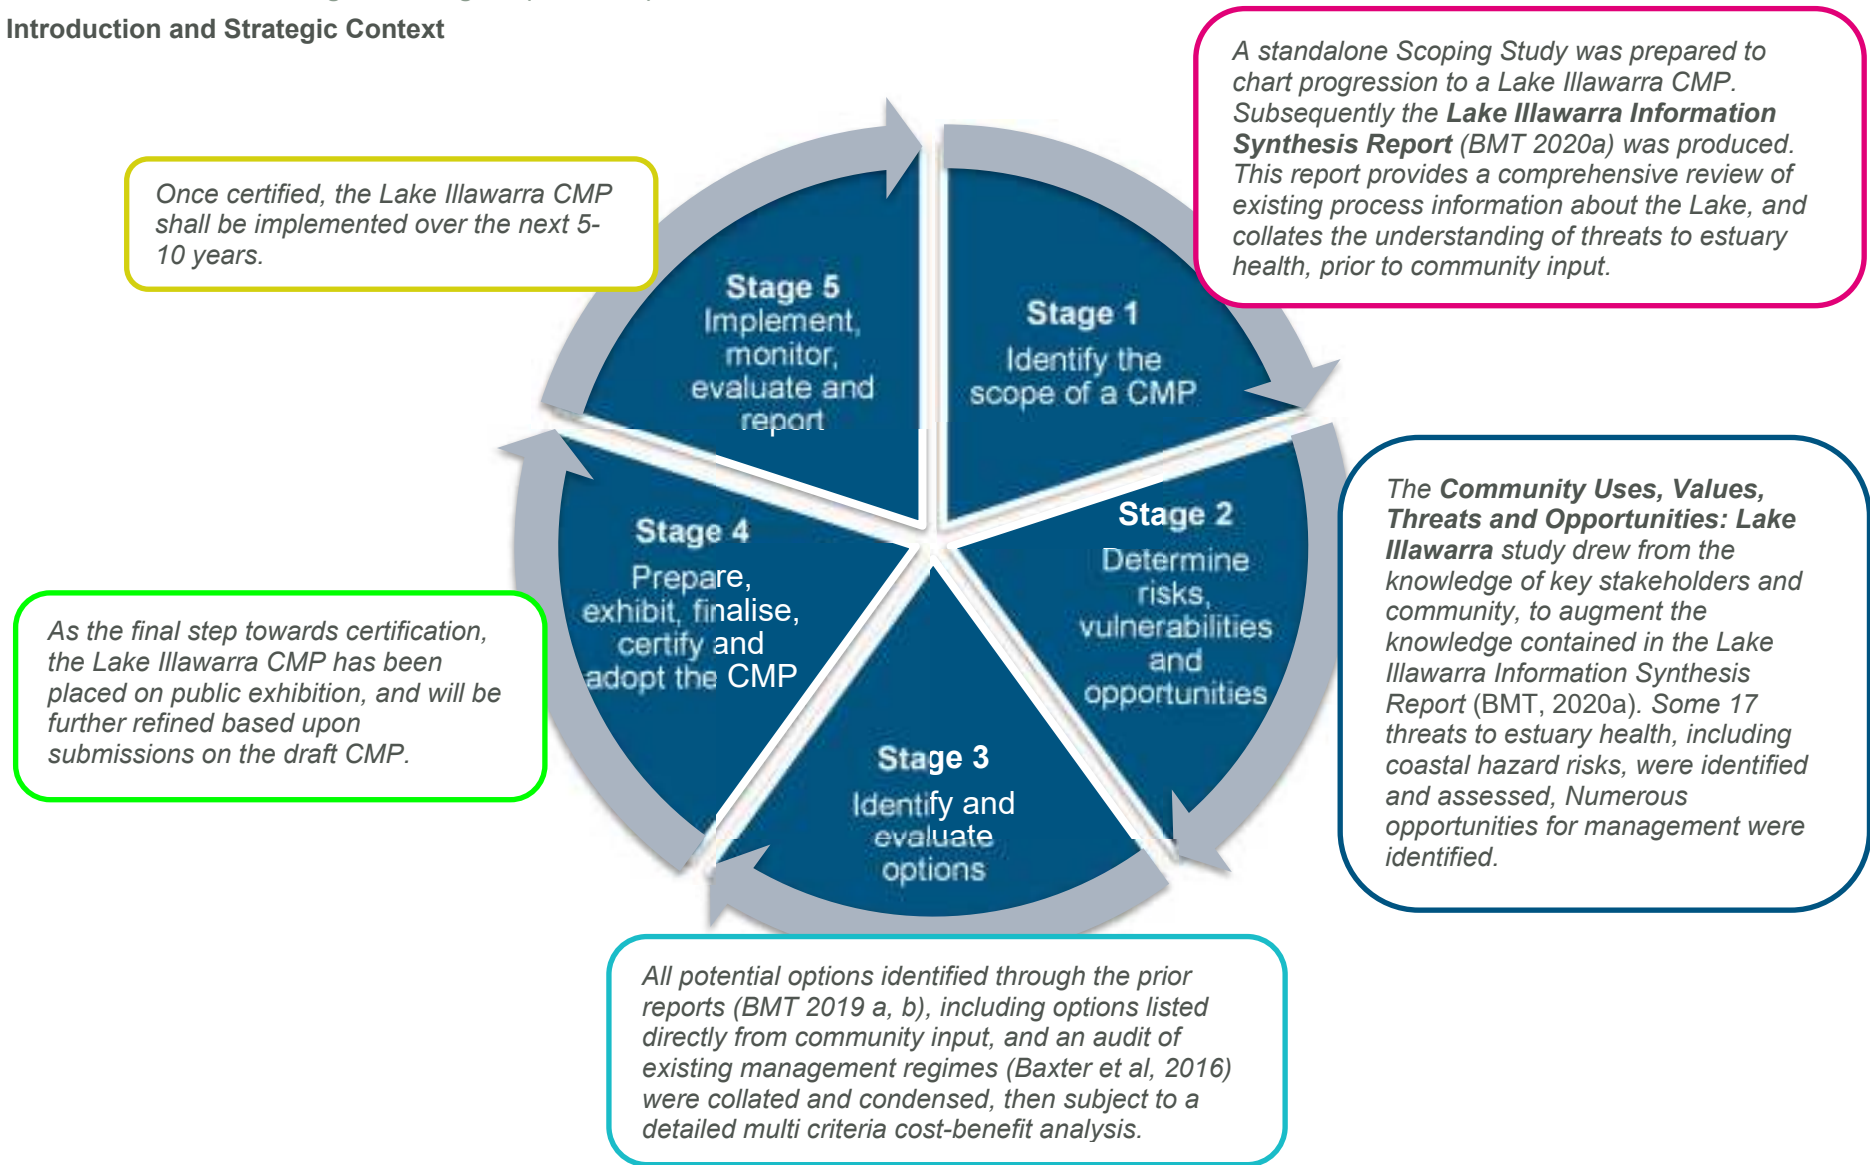 Introduction and Strategic Context
A standalone Scoping Study was prepared to
chart progression to a Lake Illawarra CMP.
Subsequently the Lake Illawarra Information
Synthesis Report (BMT 2020a) was produced.
This report provides a comprehensive review of
existing process information about the Lake, and
collates the understanding of threats to estuary
health, prior to community input.
Once certified, the Lake Illawarra CMP
shall be implemented over the next 5-
10 years.
Stage 5
Implement,
monitor,
evaluate and
report
Stage 1
Identify the
scope of a CMP
Stage 2
Determine
risks,
vulnerabilities
and
opportunities
The Community Uses, Values,
Threats and Opportunities: Lake
Illawarra study drew from the
knowledge of key stakeholders and
community, to augment the
knowledge contained in the Lake
Illawarra Information Synthesis
Report (BMT, 2020a). Some 17
threats to estuary health, including
coastal hazard risks, were identified
and assessed, Numerous
opportunities for management were
identified.
Stage 4
Prepare,
exhibit, finalise,
certify and
adopt the CMP
As the final step towards certification,
the Lake Illawarra CMP has been
placed on public exhibition, and will be
further refined based upon
submissions on the draft CMP.
Stage 3
Identify and
evaluate
options
All potential options identified through the prior
reports (BMT 2019 a, b), including options listed
directly from community input, and an audit of
existing management regimes (Baxter et al, 2016)
were collated and condensed, then subject to a
detailed multi criteria cost-benefit analysis.